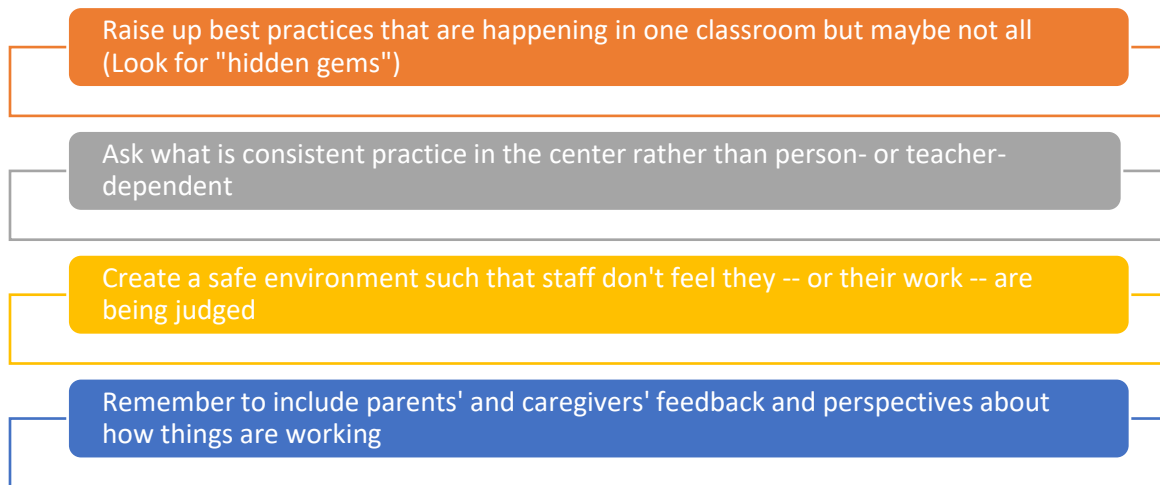 Raise up best practices that are happening in one classroom but maybe not all
(Look for "hidden gems")
Ask what is consistent practice in the center rather than person- or teacher-
dependent
Create a safe environment such that staff don't feel they -- or their work -- are
being judged
Remember to include parents' and caregivers' feedback and perspectives about
how things are working